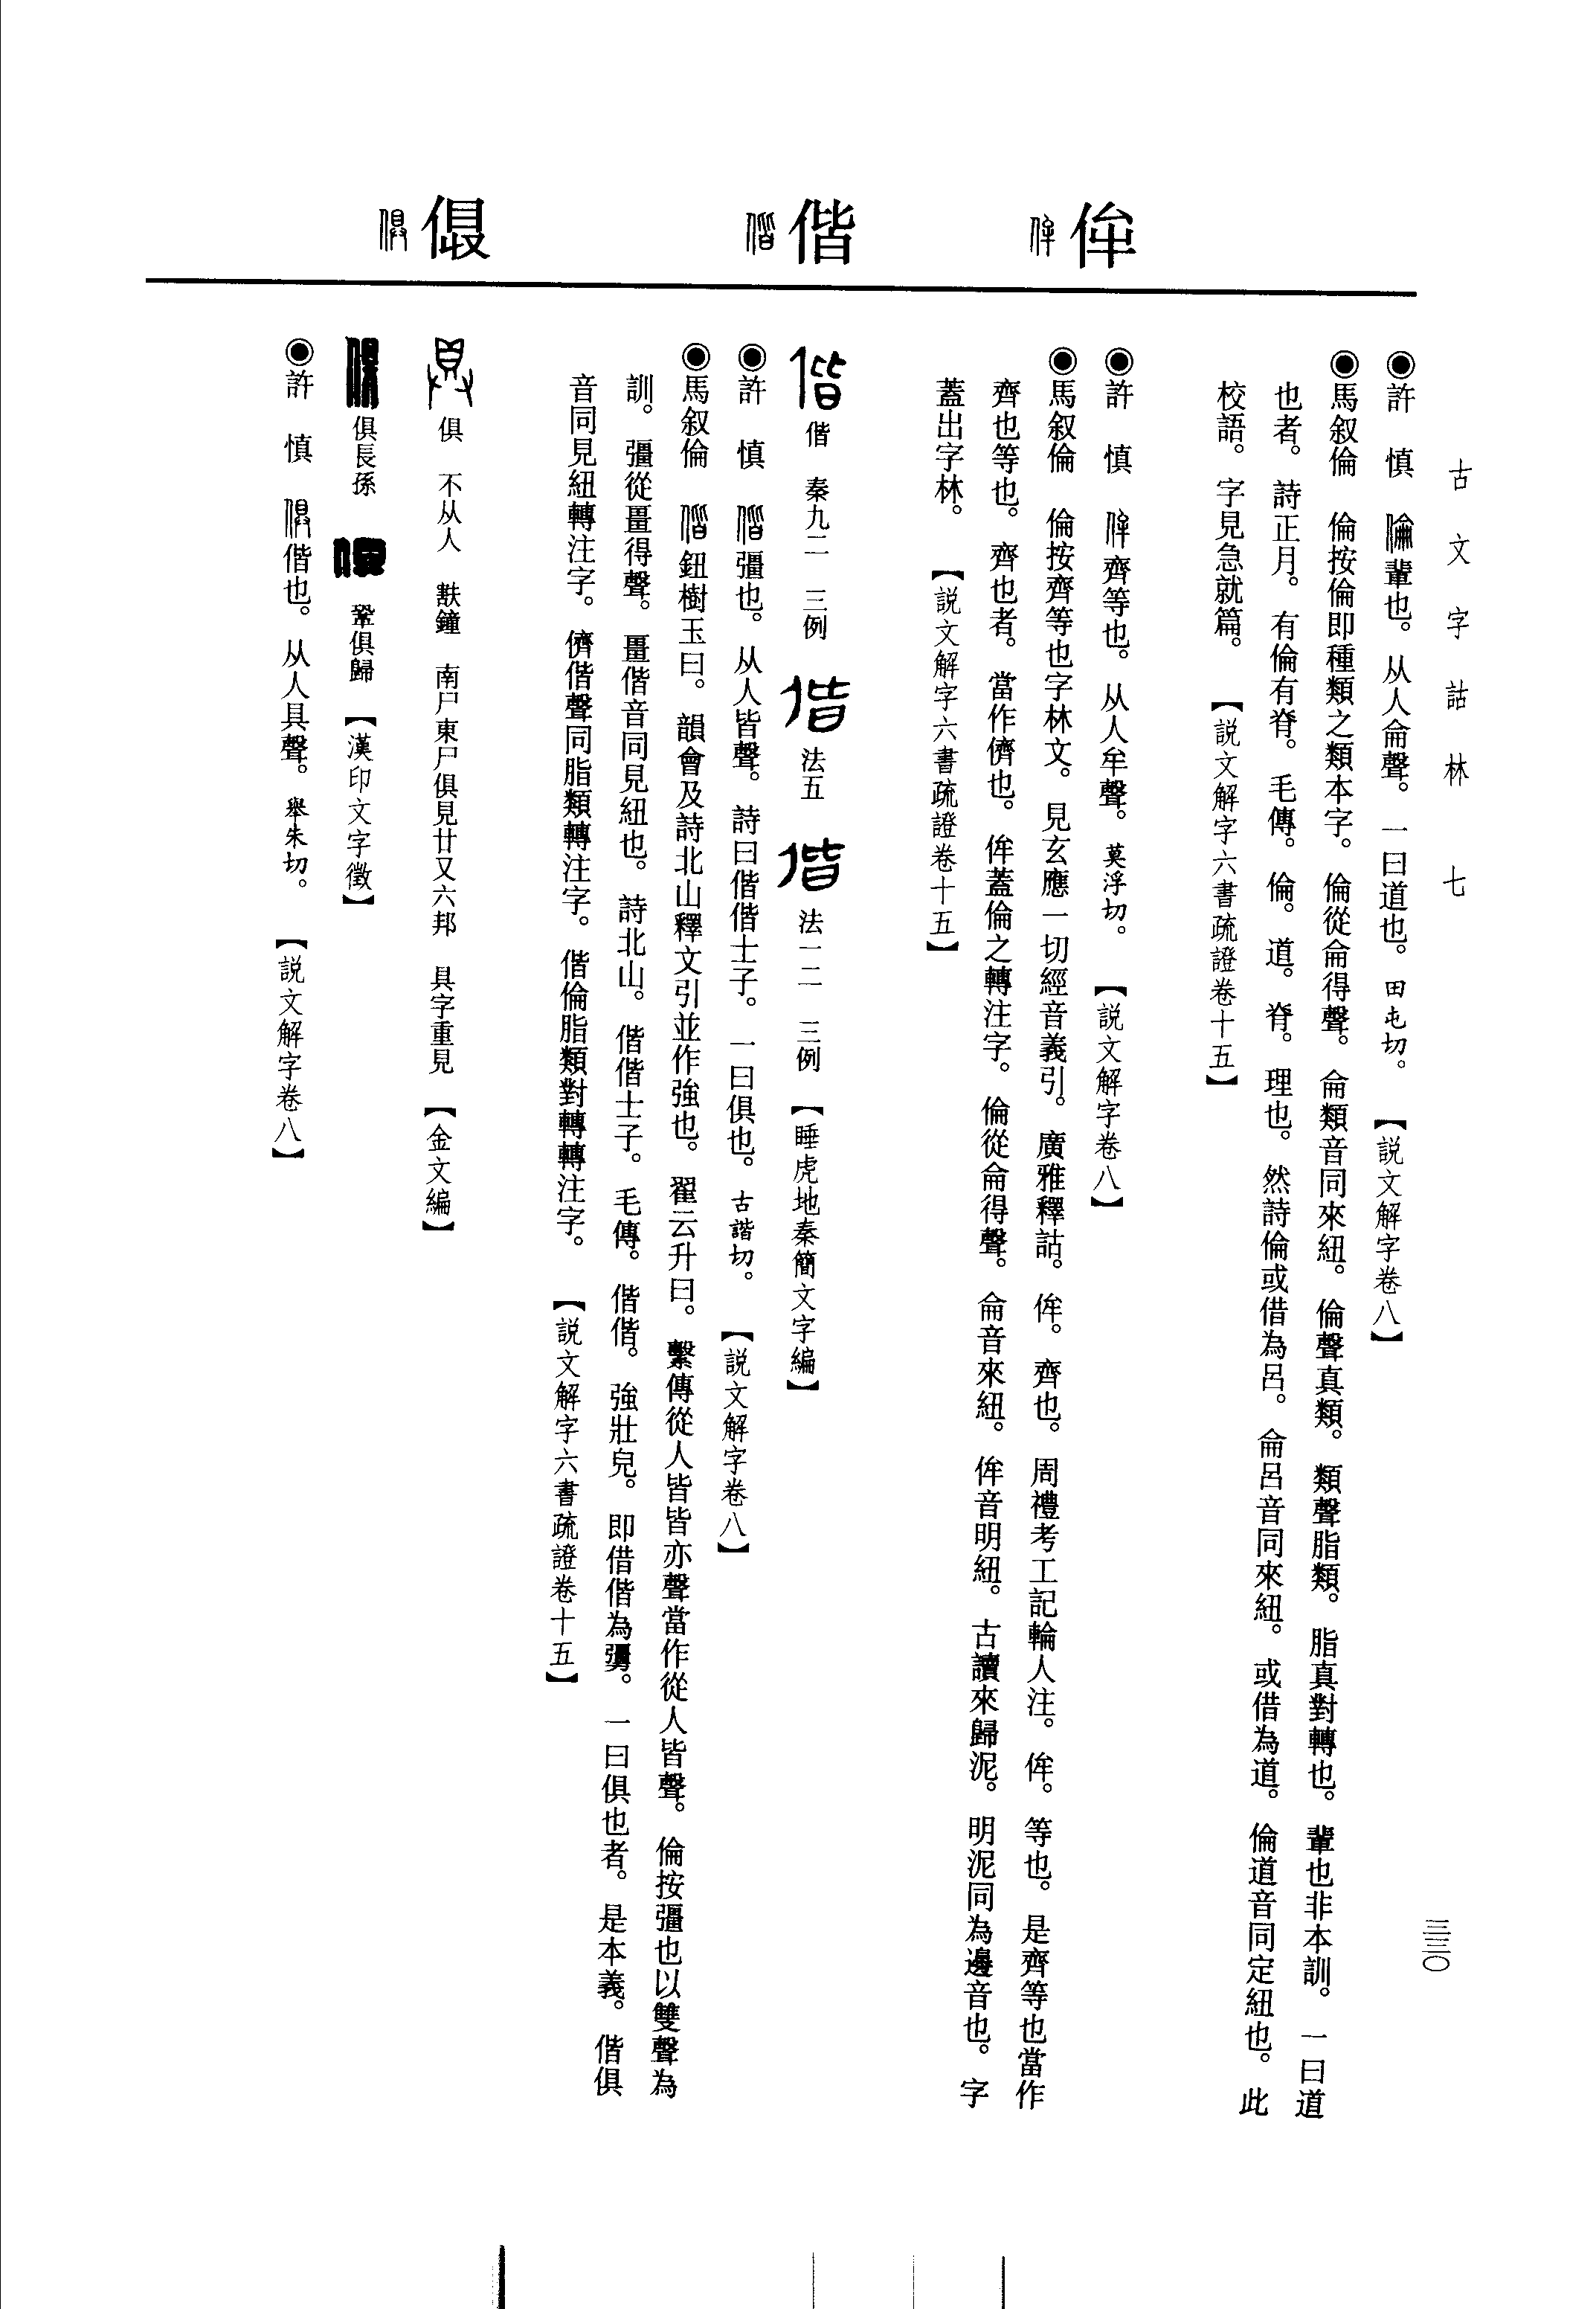 古文字詁林　七
三三〇
侔
偕
俱
◉許　慎　輩也。从人侖聲。一曰道也。田屯切。【説文解字卷八】
◉馬叙倫　倫按倫即種類之類本字。倫從侖得聲。侖類音同來紐。倫聲真類。類聲脂類。脂真對轉也。輩也非本訓。一曰道
也者。詩正月。有倫有脊。毛傳。倫。道。脊。理也。然詩倫或借為呂。侖呂音同來紐。或借為道。倫道音同定紐也。此
校語。字見急就篇。【説文解字六書疏證卷十五】
◉許　慎　齊等也。从人牟聲。莫浮切。【説文解字卷八】
◉馬叙倫　倫按齊等也字林文。見玄應一切經音義引。廣雅釋詁。侔。齊也。周禮考工記輪人注。侔。等也。是齊等也當作
齊也等也。齊也者。當作儕也。侔蓋倫之轉注字。倫從侖得聲。侖音來紐。侔音明紐。古讀來歸泥。明泥同為邊音也。字
蓋出字林。【説文解字六書疏證卷十五】
偕　秦九二　三例　法五　法一二　三例　【睡虎地秦簡文字編】
◉許　慎　彊也。从人皆聲。詩曰偕偕士子。一曰俱也。古諧切。【説文解字卷八】
◉馬叙倫　鈕樹玉曰。韻會及詩北山釋文引並作強也。翟云升曰。繫傳從人皆皆亦聲當作從人皆聲。倫按彊也以雙聲為
訓。彊從畺得聲。畺偕音同見紐也。詩北山。偕偕士子。毛傳。偕偕。強壯皃。即借偕為勥。一曰俱也者。是本義。偕俱
音同見紐轉注字。儕偕聲同脂類轉注字。偕倫脂類對轉轉注字。【説文解字六書疏證卷十五】
俱　不从人　㝬鐘　南尸東尸俱見廿又六邦　具字重見　【金文編】
俱長孫　鞏俱歸　【漢印文字徵】
◉許　慎　偕也。从人具聲。舉朱切。【説文解字卷八】